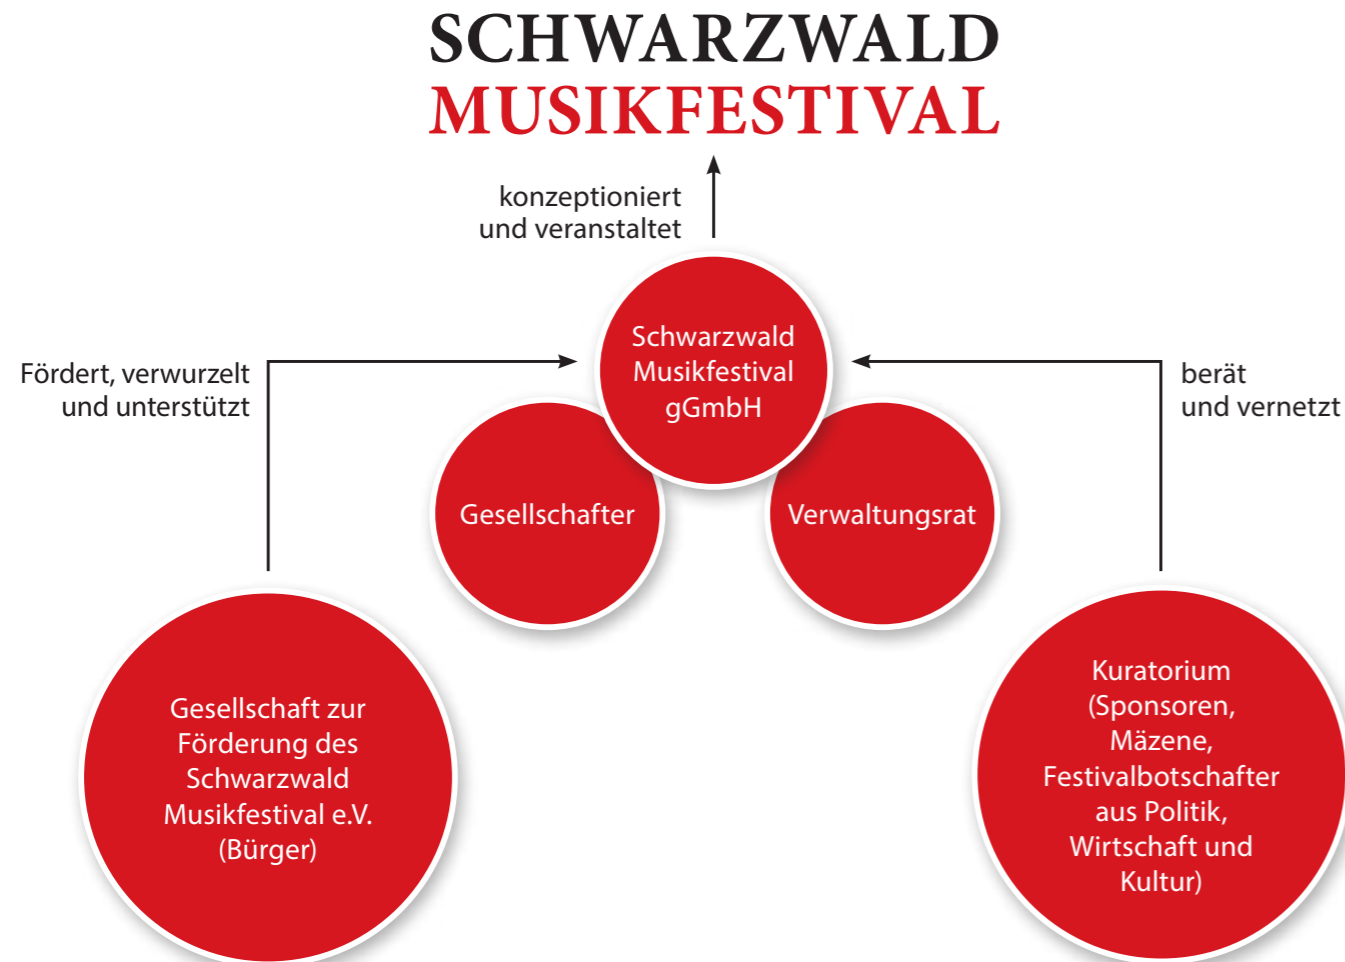 SCHWARZWALD
MUSIKFESTIVAL
konzeptioniert
und veranstaltet
Schwarzwald
Musikfestival
gGmbH
Fördert, verwurzelt
und unterstützt
berät
und vernetzt
Gesellschafter
Verwaltungsrat
Gesellschaft zur
Förderung des
Schwarzwald
Musikfestival e.V.
(Bürger)
Kuratorium
(Sponsoren,
Mäzene,
Festivalbotschafter
aus Politik,
Wirtschaft und
Kultur)